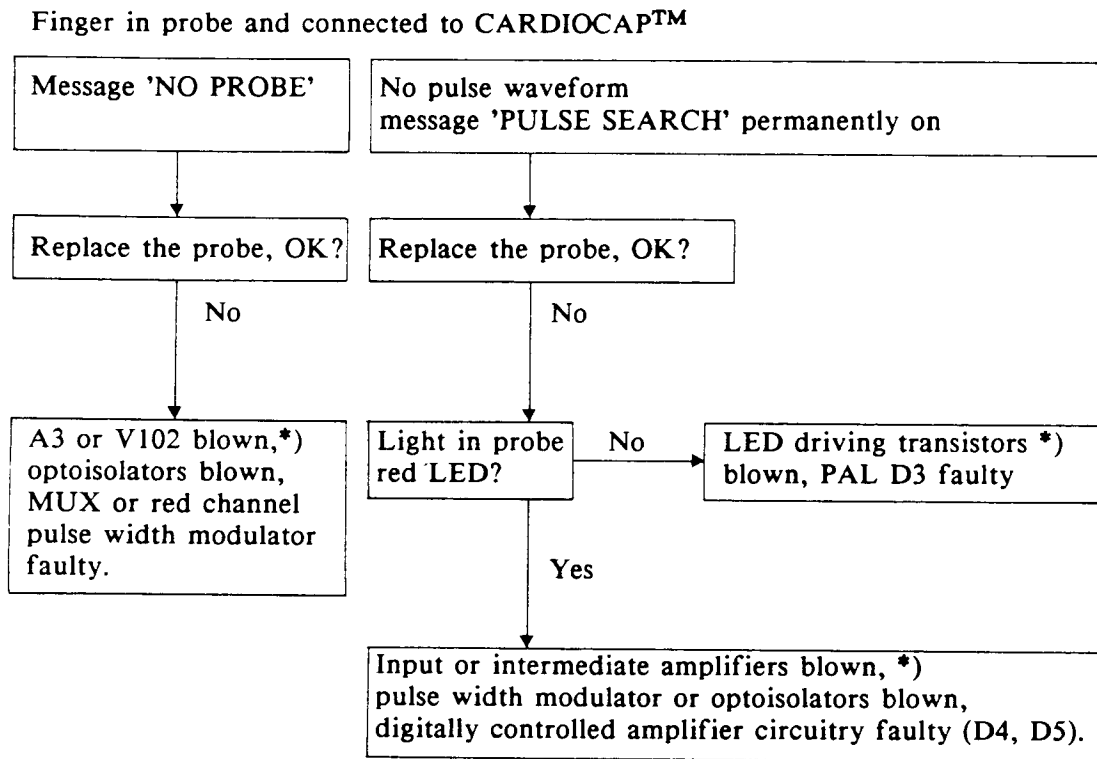 Finger in probe and connected to CARDIOCAP™
Message 'NO PROBE'
No pulse waveform
message 'PULSE SEARCH' permanently on
Replace the probe, OK?
Replace the probe, OK?
No
No
A3 or V102 blown,*)
optoisolators blown,
MUX or red channel
pulse width modulator
faulty.
Light in probe
red LED?
No
LED driving transistors *)
blown, PAL D3 faulty
Yes
Input or intermediate amplifiers blown, *)
pulse width modulator or optoisolators blown,
digitally controlled amplifier circuitry faulty (D4, D5).